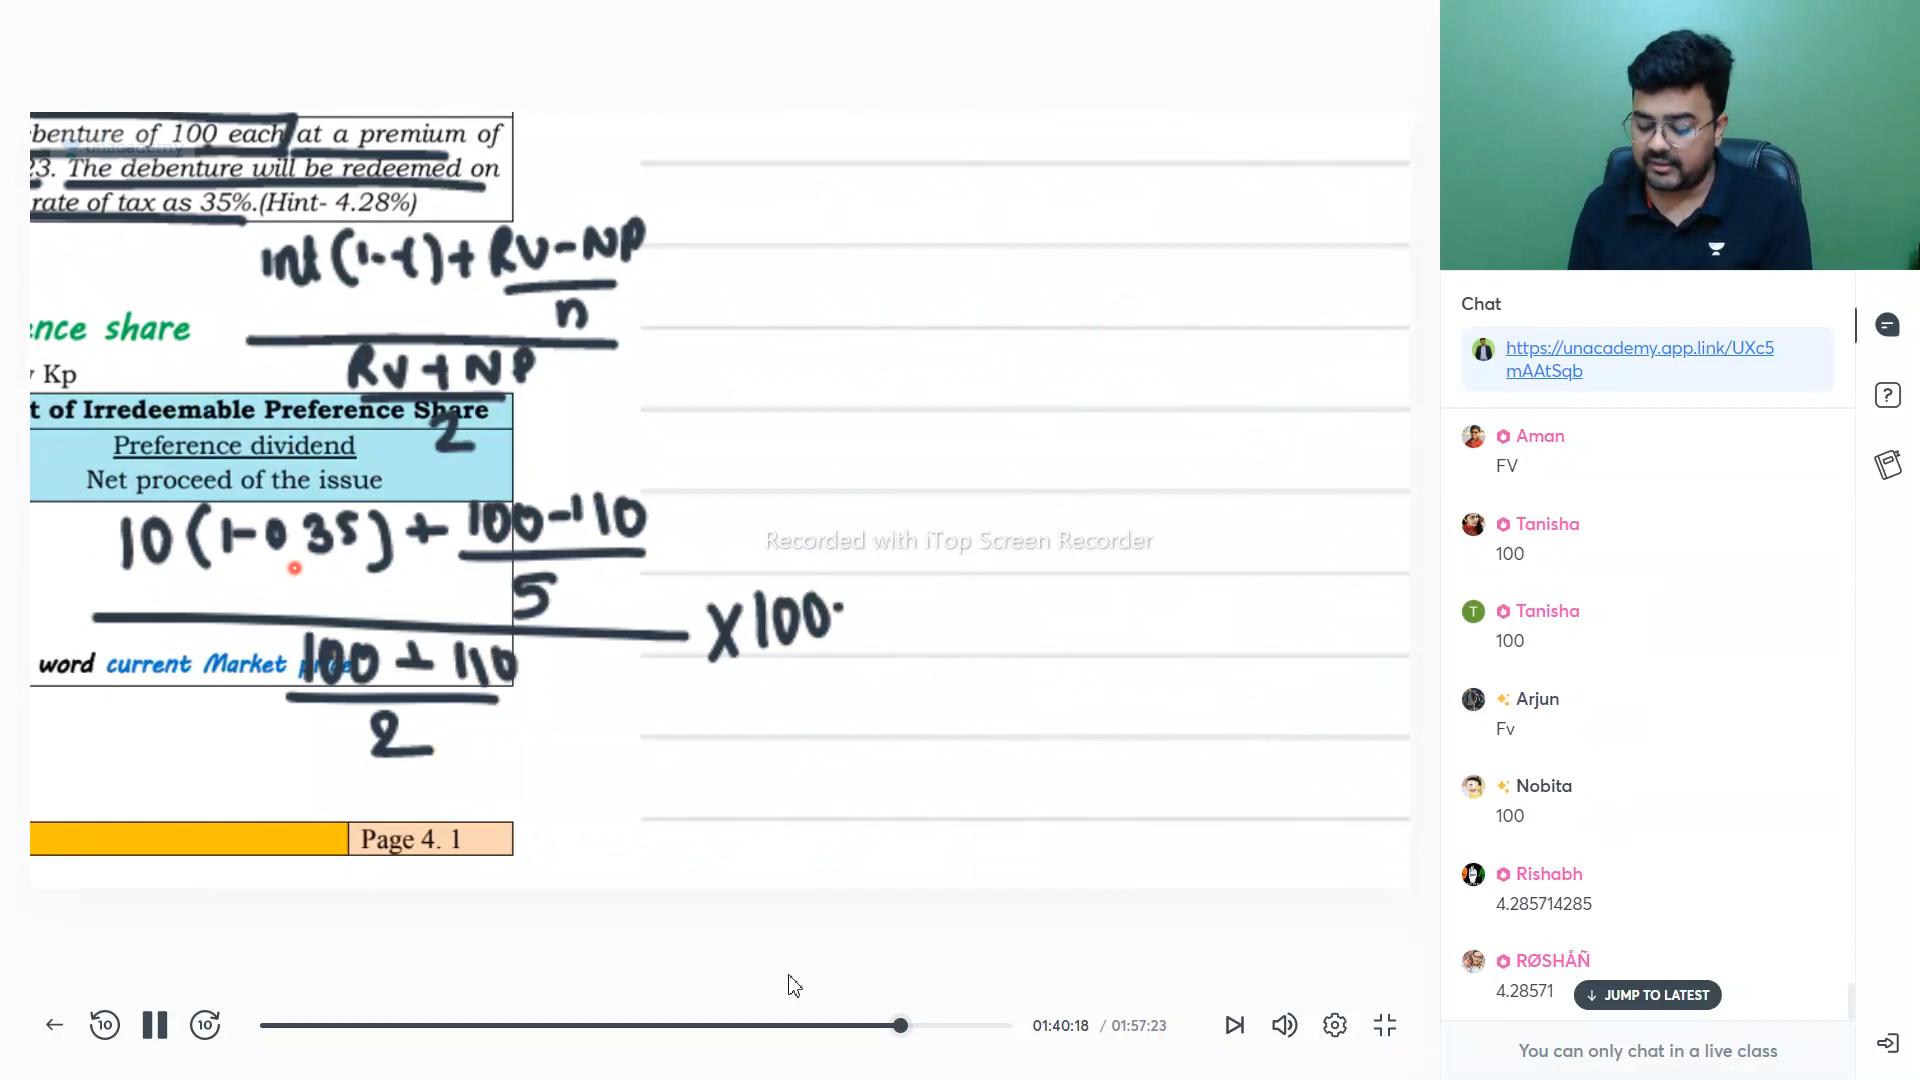 benture of 100 each at a premium of
unacademy
23. The debenture will be redeemed on
rate of tax as 35%.(Hint- 4.28%)
int (1-t) + RV-NP
n
ence share
RV + NP
2
y Kp
t of Irredeemable Preference Share
Preference dividend
Net proceed of the issue
10 (1-0.35) + 100-110
5
Recorded with iTop Screen Recorder
X 100
word current Market
100 + 110
2
Page 4. 1
01:40:18 / 01:57:23
10
10
Chat
https://unacademy.app.link/UXc5
mAAtSqb
Aman
FV
Tanisha
100
T
Tanisha
100
Arjun
Fv
Nobita
100
Rishabh
4.285714285
RØSHÅÑ
4.28571
JUMP TO LATEST
You can only chat in a live class